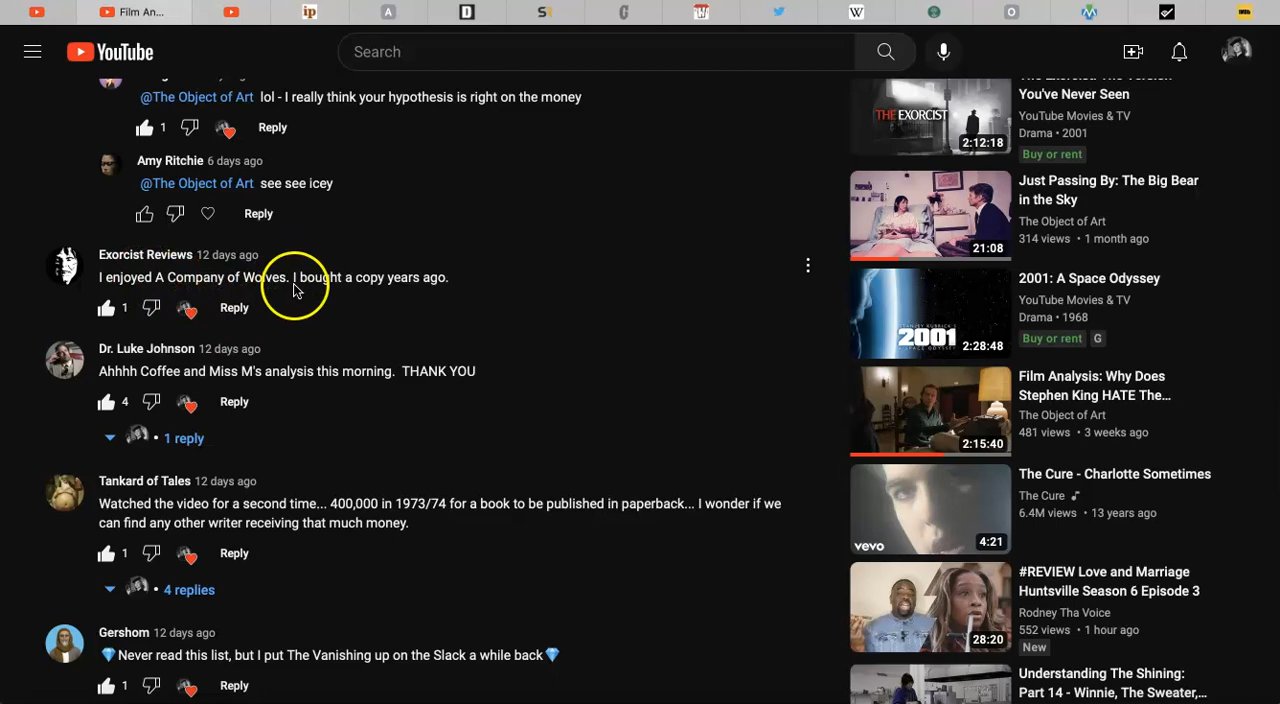 Film An...
ip
A
D
S
W
O
YouTube
Search
@The Object of Art lol - I really think your hypothesis is right on the money
1
Reply
Amy Ritchie 6 days ago
@The Object of Art see see icey
Reply
Exorcist Reviews 12 days ago
I enjoyed A Company of Wolves. I bought a copy years ago.
1
Reply
Dr. Luke Johnson 12 days ago
Ahhhh Coffee and Miss M's analysis this morning. THANK YOU
4
Reply
• 1 reply
Tankard of Tales 12 days ago
Watched the video for a second time... 400,000 in 1973/74 for a book to be published in paperback... I wonder if we
can find any other writer receiving that much money.
1
Reply
• 4 replies
Gershom 12 days ago
💎Never read this list, but I put The Vanishing up on the Slack a while back💎
1
Reply
THE EXORCIST
2:12:18
The Exorcist: The Version
You've Never Seen
YouTube Movies & TV
Drama • 2001
Buy or rent
21:08
Just Passing By: The Big Bear
in the Sky
The Object of Art
314 views • 1 month ago
2001
2:28:48
2001: A Space Odyssey
YouTube Movies & TV
Drama • 1968
Buy or rent G
2:15:40
Film Analysis: Why Does
Stephen King HATE The...
The Object of Art
481 views • 3 weeks ago
vevo
4:21
The Cure - Charlotte Sometimes
The Cure
6.4M views • 13 years ago
28:20
#REVIEW Love and Marriage
Huntsville Season 6 Episode 3
Rodney Tha Voice
552 views • 1 hour ago
New
Understanding The Shining:
Part 14 - Winnie, The Sweater,...